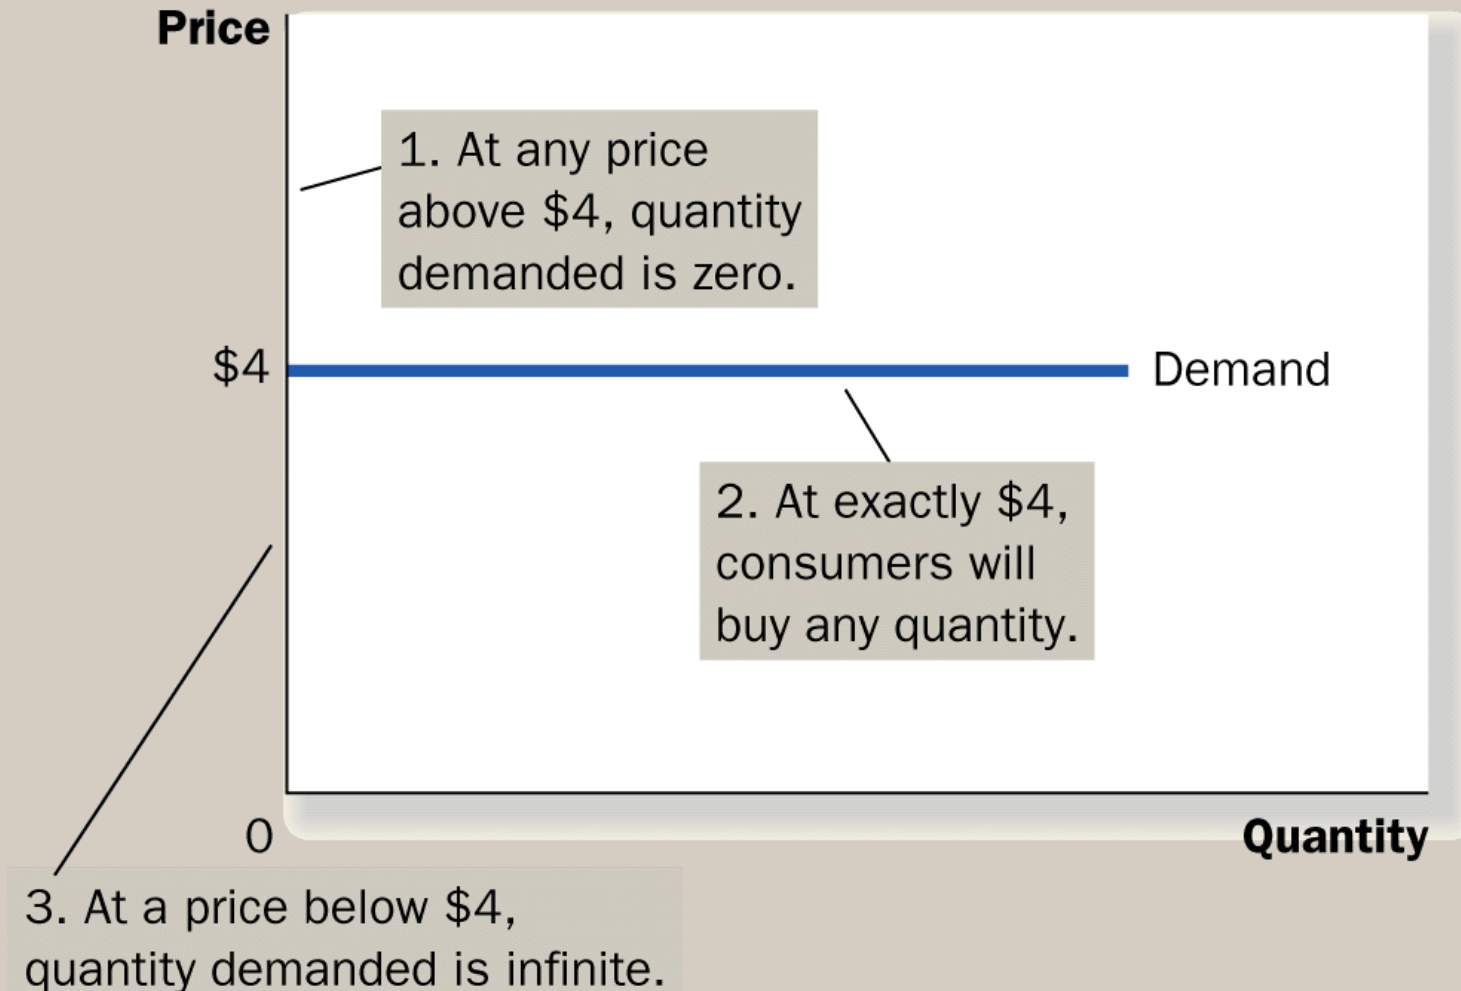 Price
1. At any price
above $4, quantity
demanded is zero.
$4
Demand
2. At exactly $4,
consumers will
buy any quantity.
0
Quantity
3. At a price below $4,
quantity demanded is infinite.